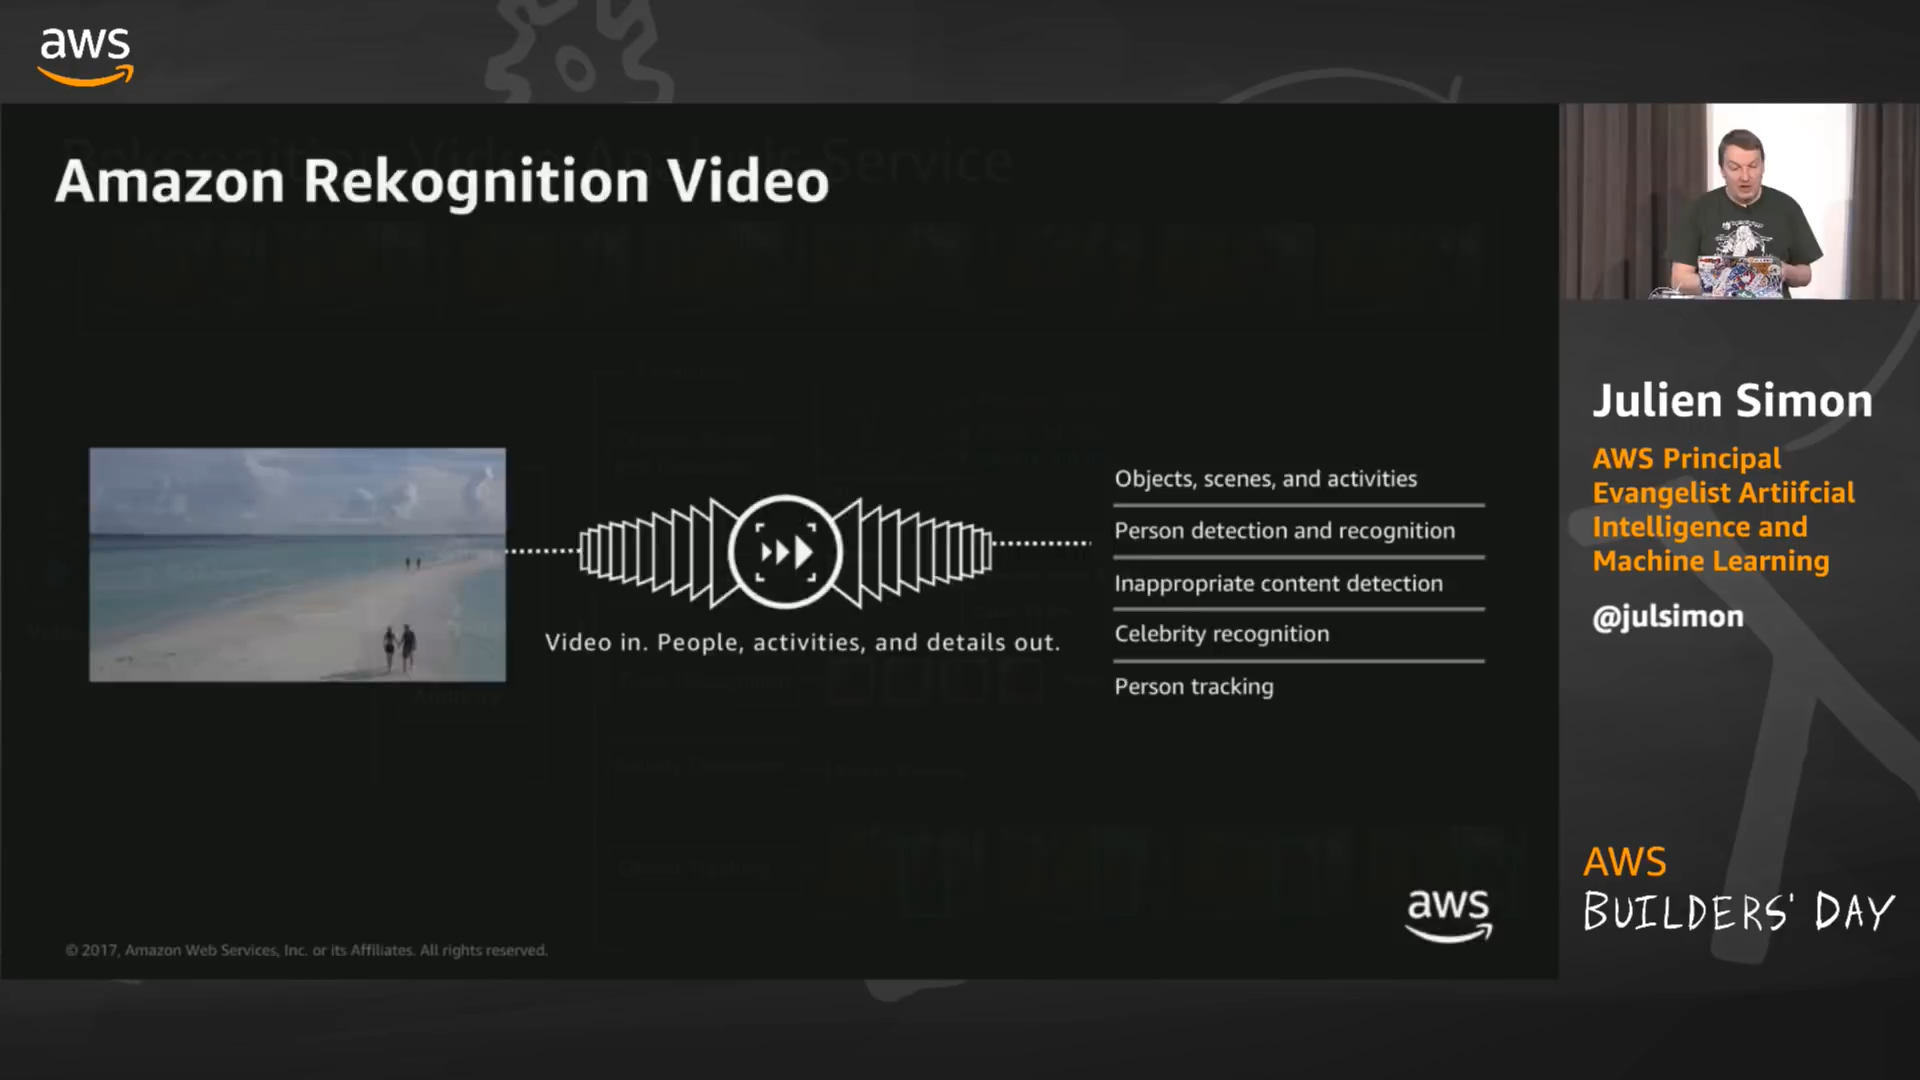 aws
Amazon Rekognition Video
Video in. People, activities, and details out.
Objects, scenes, and activities
Person detection and recognition
Inappropriate content detection
Celebrity recognition
Person tracking
aws
© 2017, Amazon Web Services, Inc. or its Affiliates. All rights reserved.
Julien Simon
AWS Principal
Evangelist Artiifcial
Intelligence and
Machine Learning
@julsimon
AWS
BUILDERS' DAY